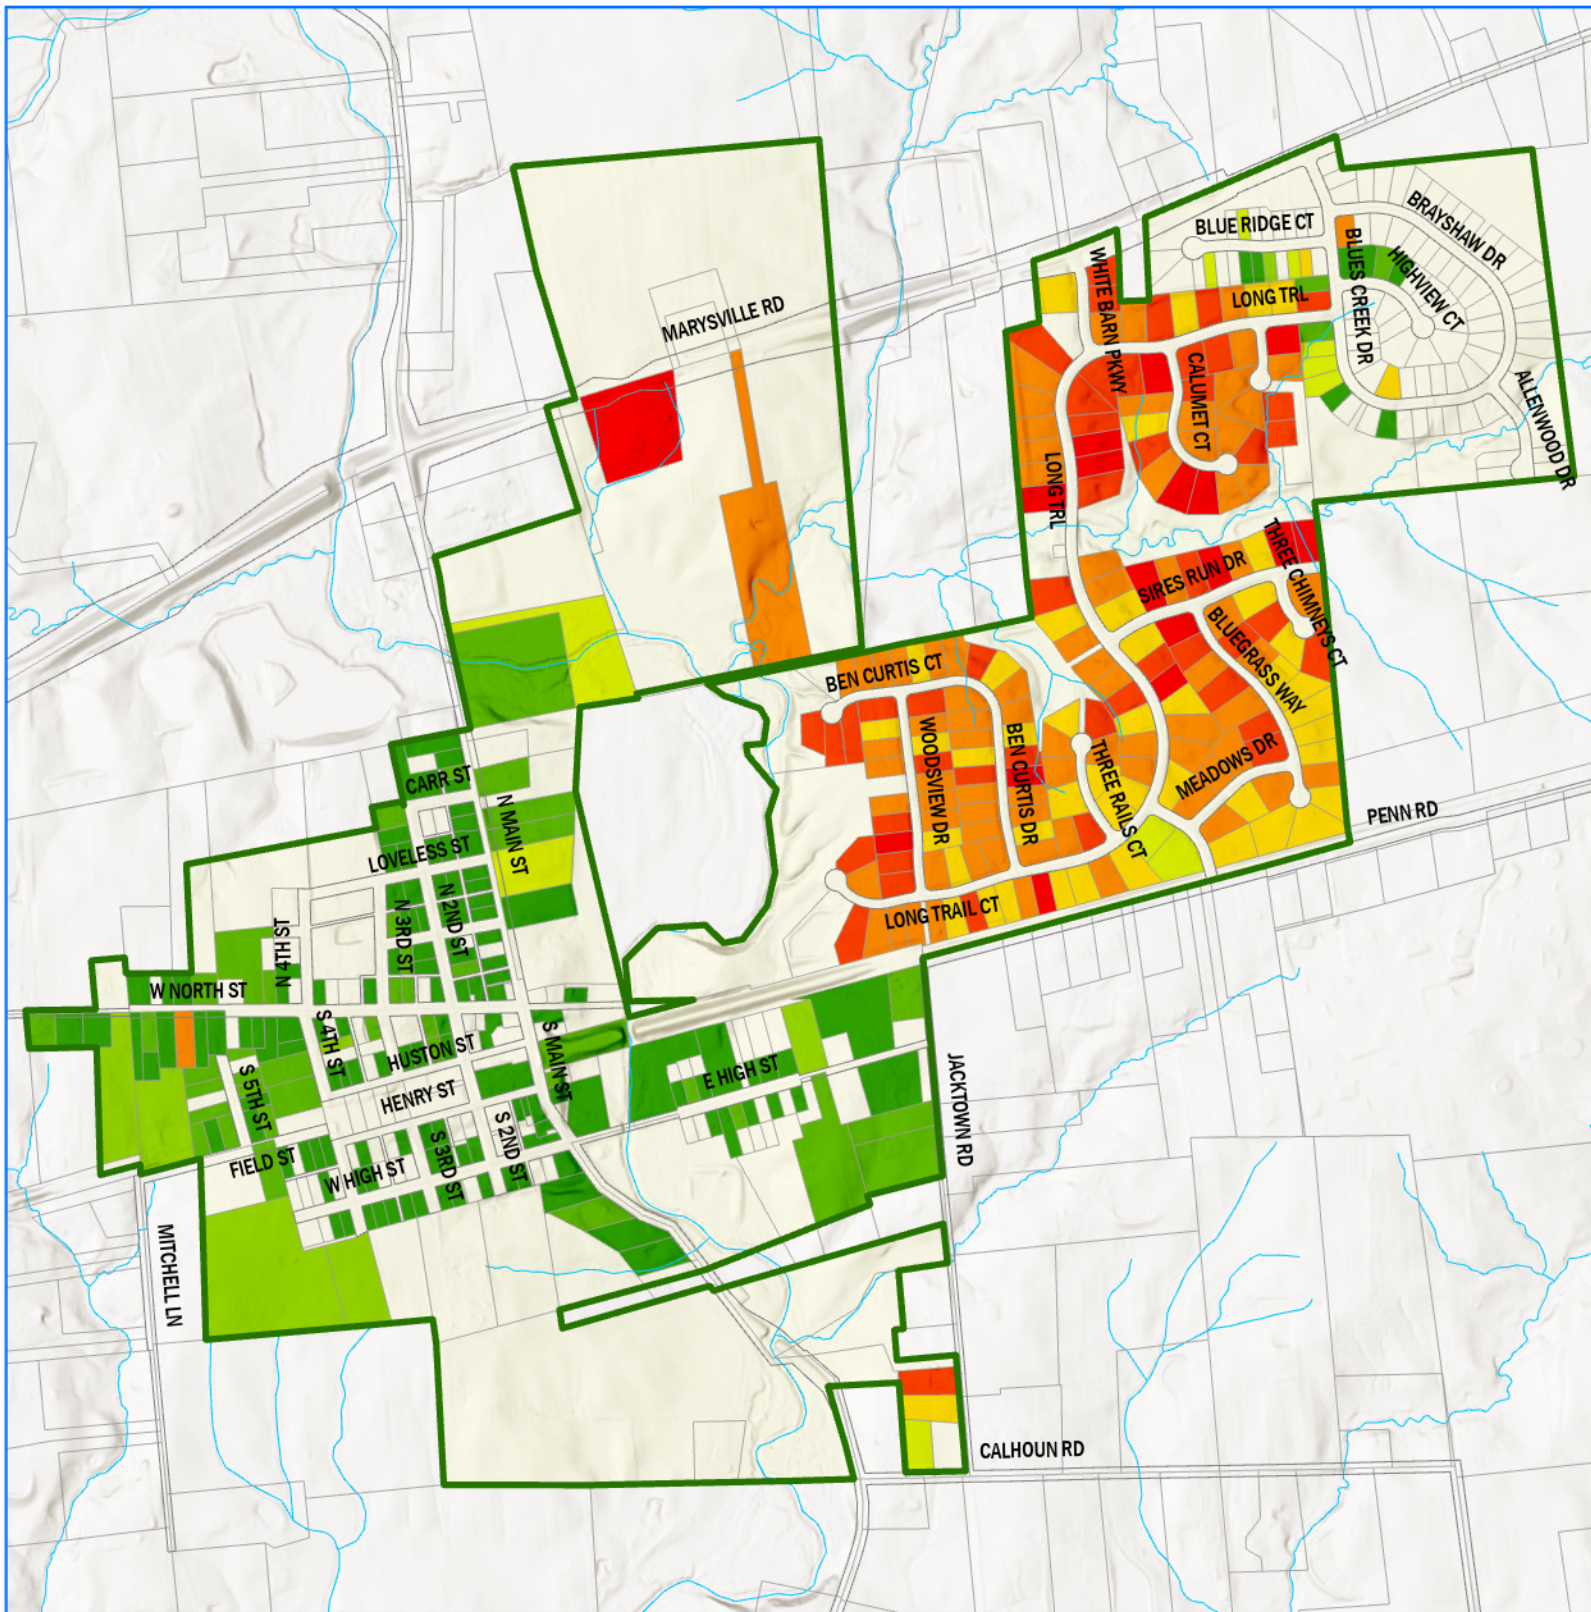 BRAYSHAW DR
BLUE RIDGE CT
BLUES CREEK DR
HIGHVIEW CT
WHITE BARN PKWY
LONG TRL
MARYSVILLE RD
CALUMET CT
ALLENWOOD DR
LONG TRL
THREE CHIMNEYS CT
SIRES RUN DR
BLUEGRASS WAY
BEN CURTIS CT
WOODSVIEW DR
BEN CURTIS DR
THREE RAILS CT
MEADOWS DR
CARR ST
N MAIN ST
PENN RD
LOVELESS ST
N 2ND ST
N 3RD ST
LONG TRAIL CT
N 4TH ST
W NORTH ST
S 4TH ST
HUSTON ST
S MAIN ST
E HIGH ST
S 5TH ST
HENRY ST
JACKTOWN RD
S 2ND ST
S 3RD ST
FIELD ST
W HIGH ST
MITCHELL LN
CALHOUN RD